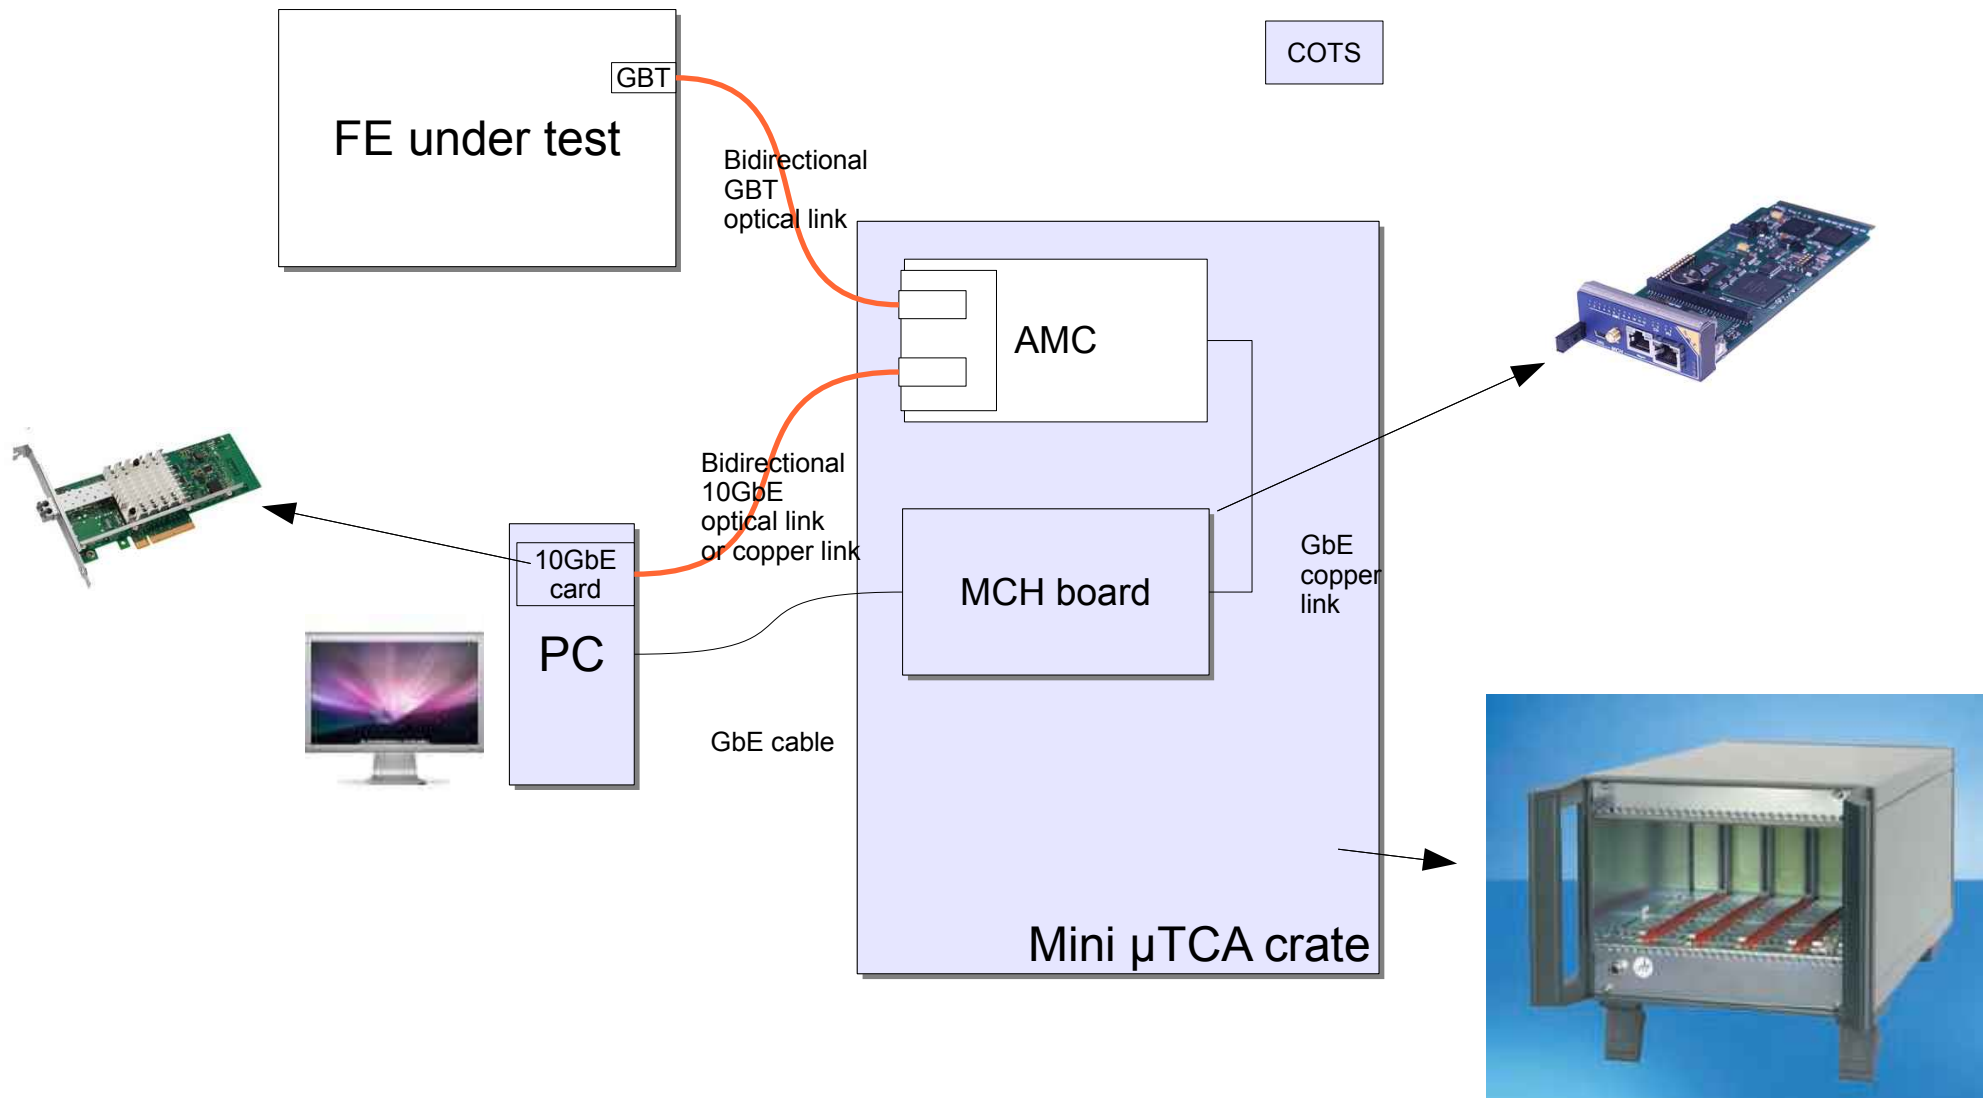 COTS
GBT
FE under test
Bidirectional
GBT
optical link
AMC
Bidirectional
10GbE
optical link
or copper link
10GbE
card
PC
MCH board
GbE
copper
link
GbE cable
Mini µTCA crate